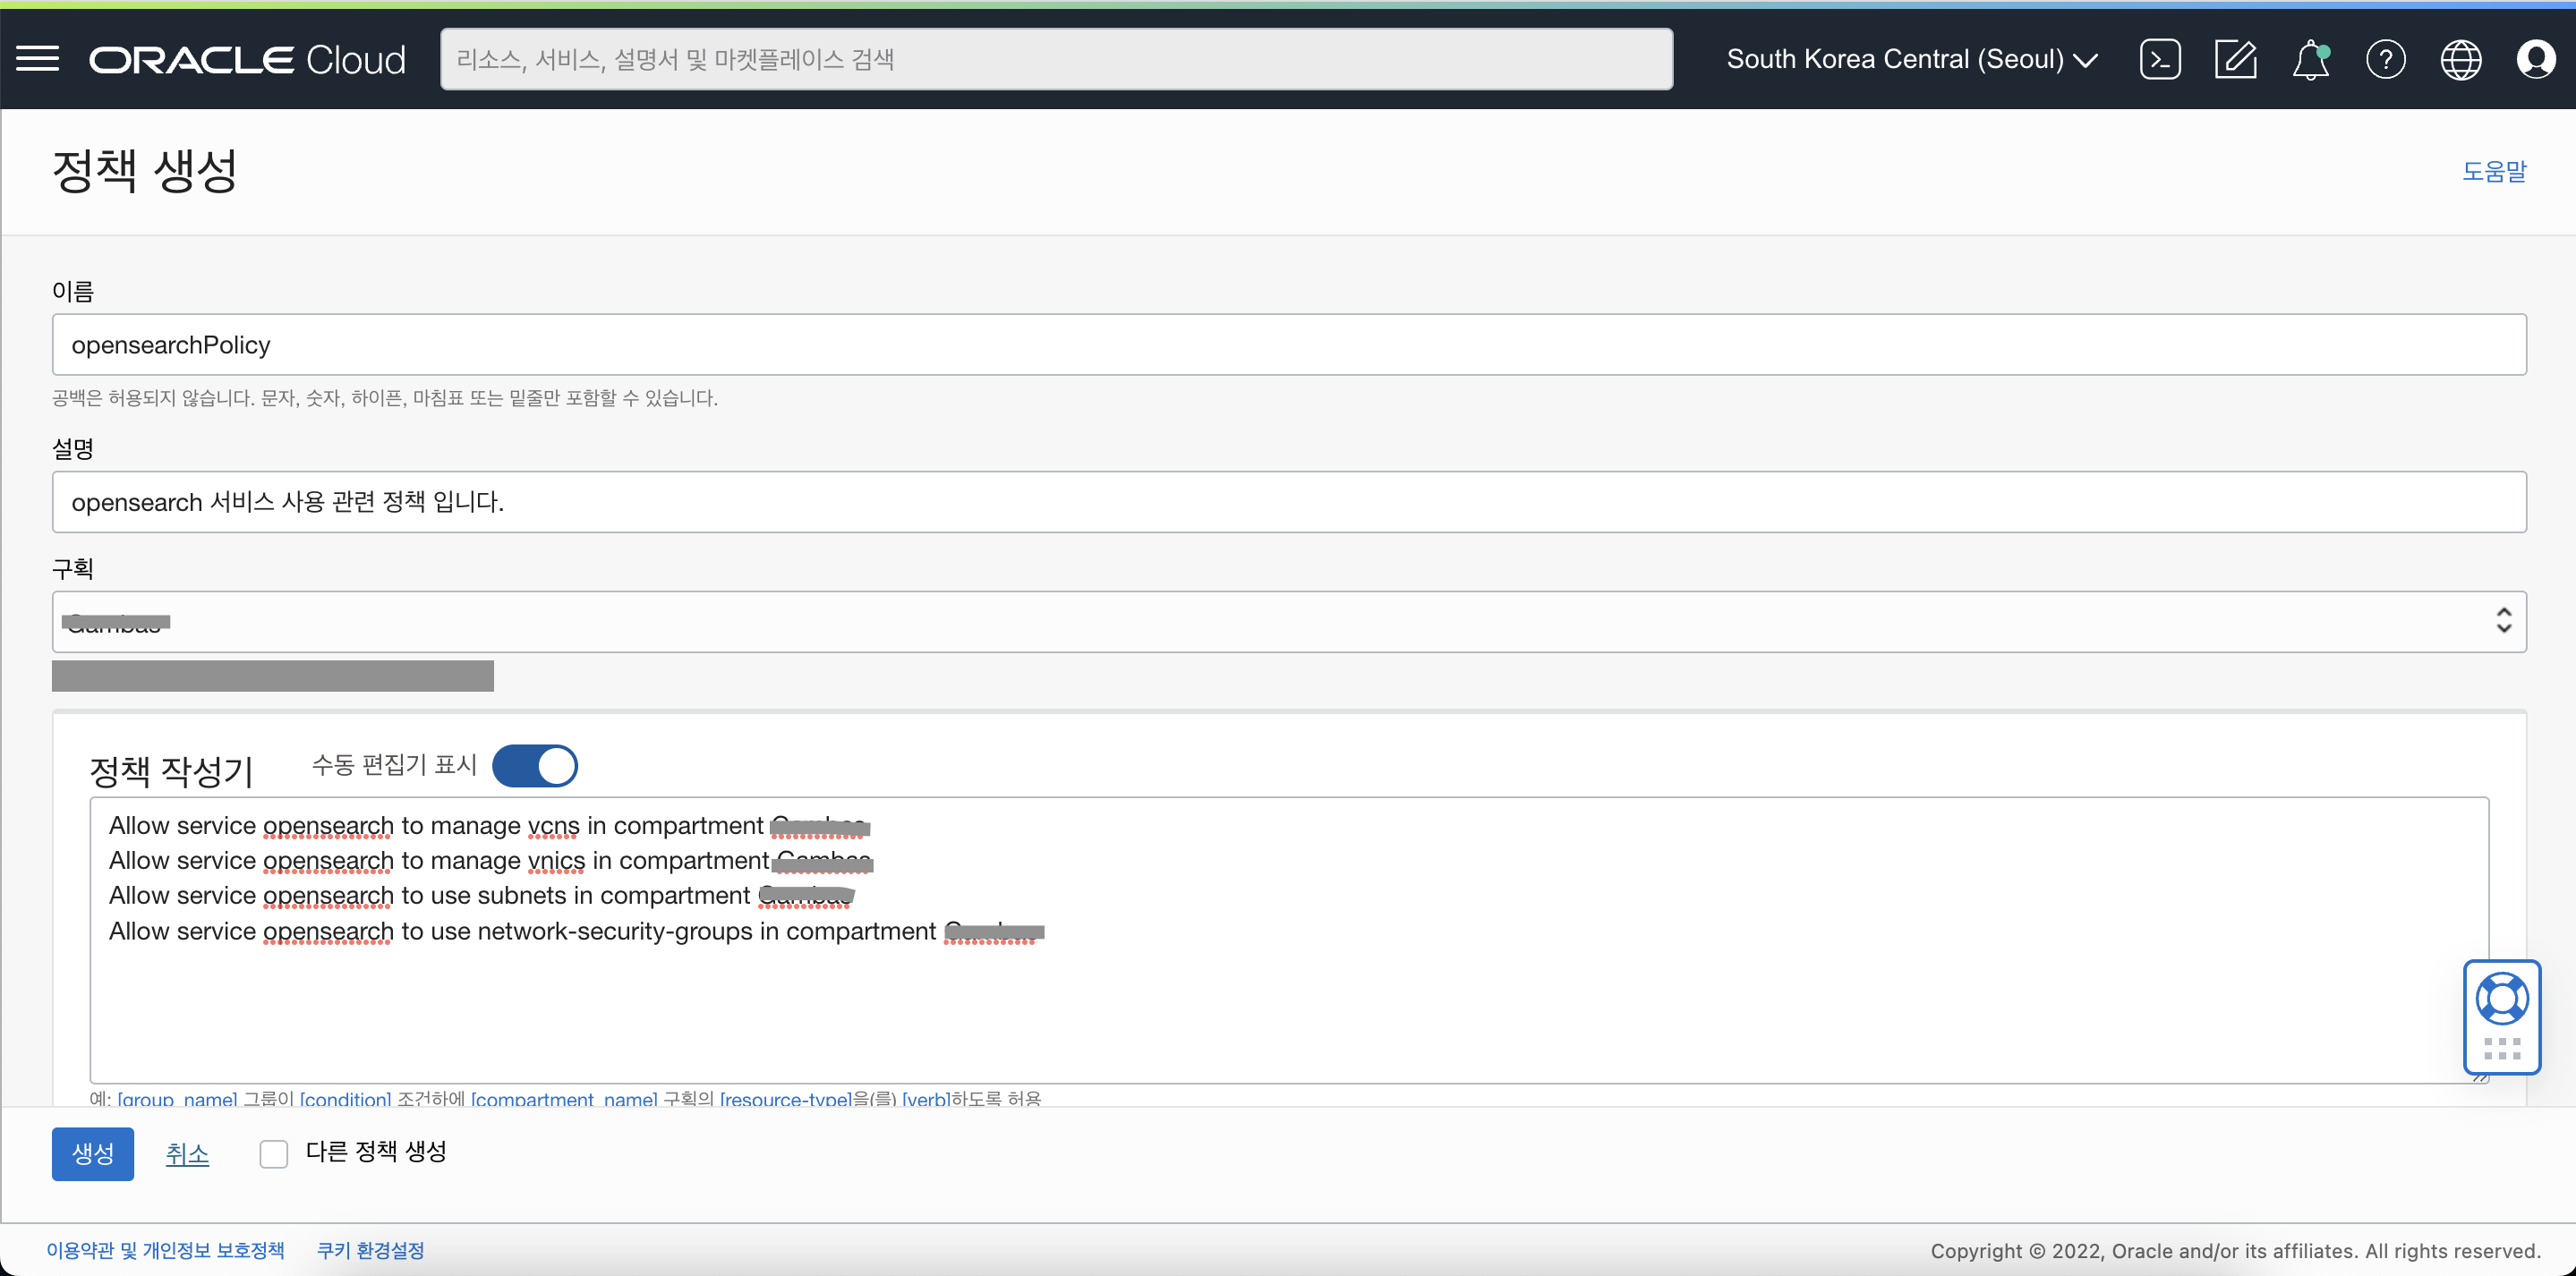 ORACLE Cloud
리소스, 서비스, 설명서 및 마켓플레이스 검색
South Korea Central (Seoul)
정책 생성
도움말
이름
opensearchPolicy
공백은 허용되지 않습니다. 문자, 숫자, 하이픈, 마침표 또는 밑줄만 포함할 수 있습니다.
설명
opensearch 서비스 사용 관련 정책 입니다.
구획
정책 작성기
수동 편집기 표시
Allow service opensearch to manage vcns in compartment
Allow service opensearch to manage vnics in compartment
Allow service opensearch to use subnets in compartment
Allow service opensearch to use network-security-groups in compartment
예: [group_name] 그룹이 [condition] 조건하에 [compartment_name] 구획의 [resource-type]을(를) [verb]하도록 허용
생성
취소
다른 정책 생성
이용약관 및 개인정보 보호정책
쿠키 환경설정
Copyright © 2022, Oracle and/or its affiliates. All rights reserved.